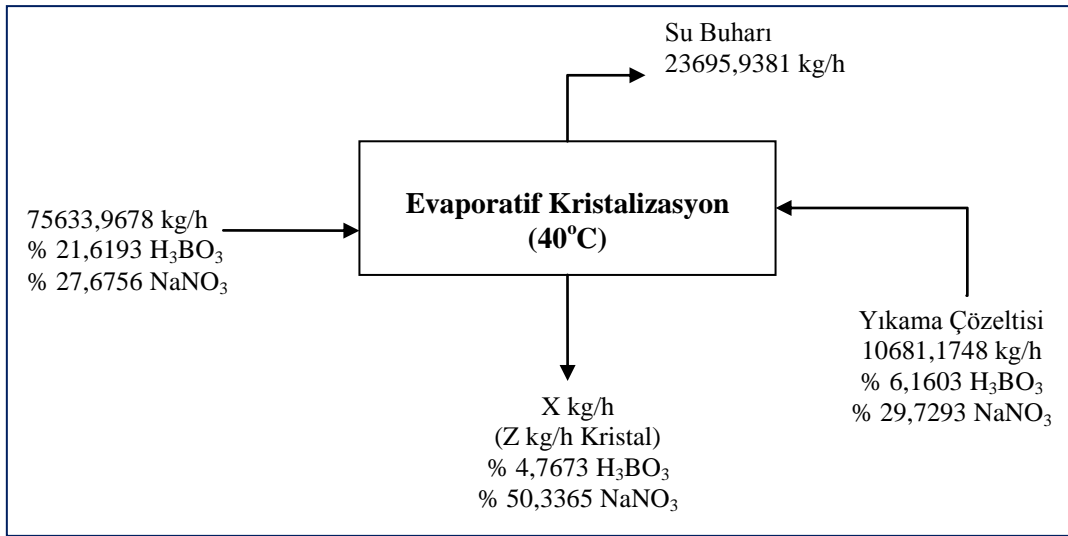 Su Buharı
23695,9381 kg/h
Evaporatif Kristalizasyon
(40°C)
75633,9678 kg/h
% 21,6193 H₃BO₃
% 27,6756 NaNO₃
Yıkama Çözeltisi
10681,1748 kg/h
% 6,1603 H₃BO₃
% 29,7293 NaNO₃
X kg/h
(Z kg/h Kristal)
% 4,7673 H₃BO₃
% 50,3365 NaNO₃